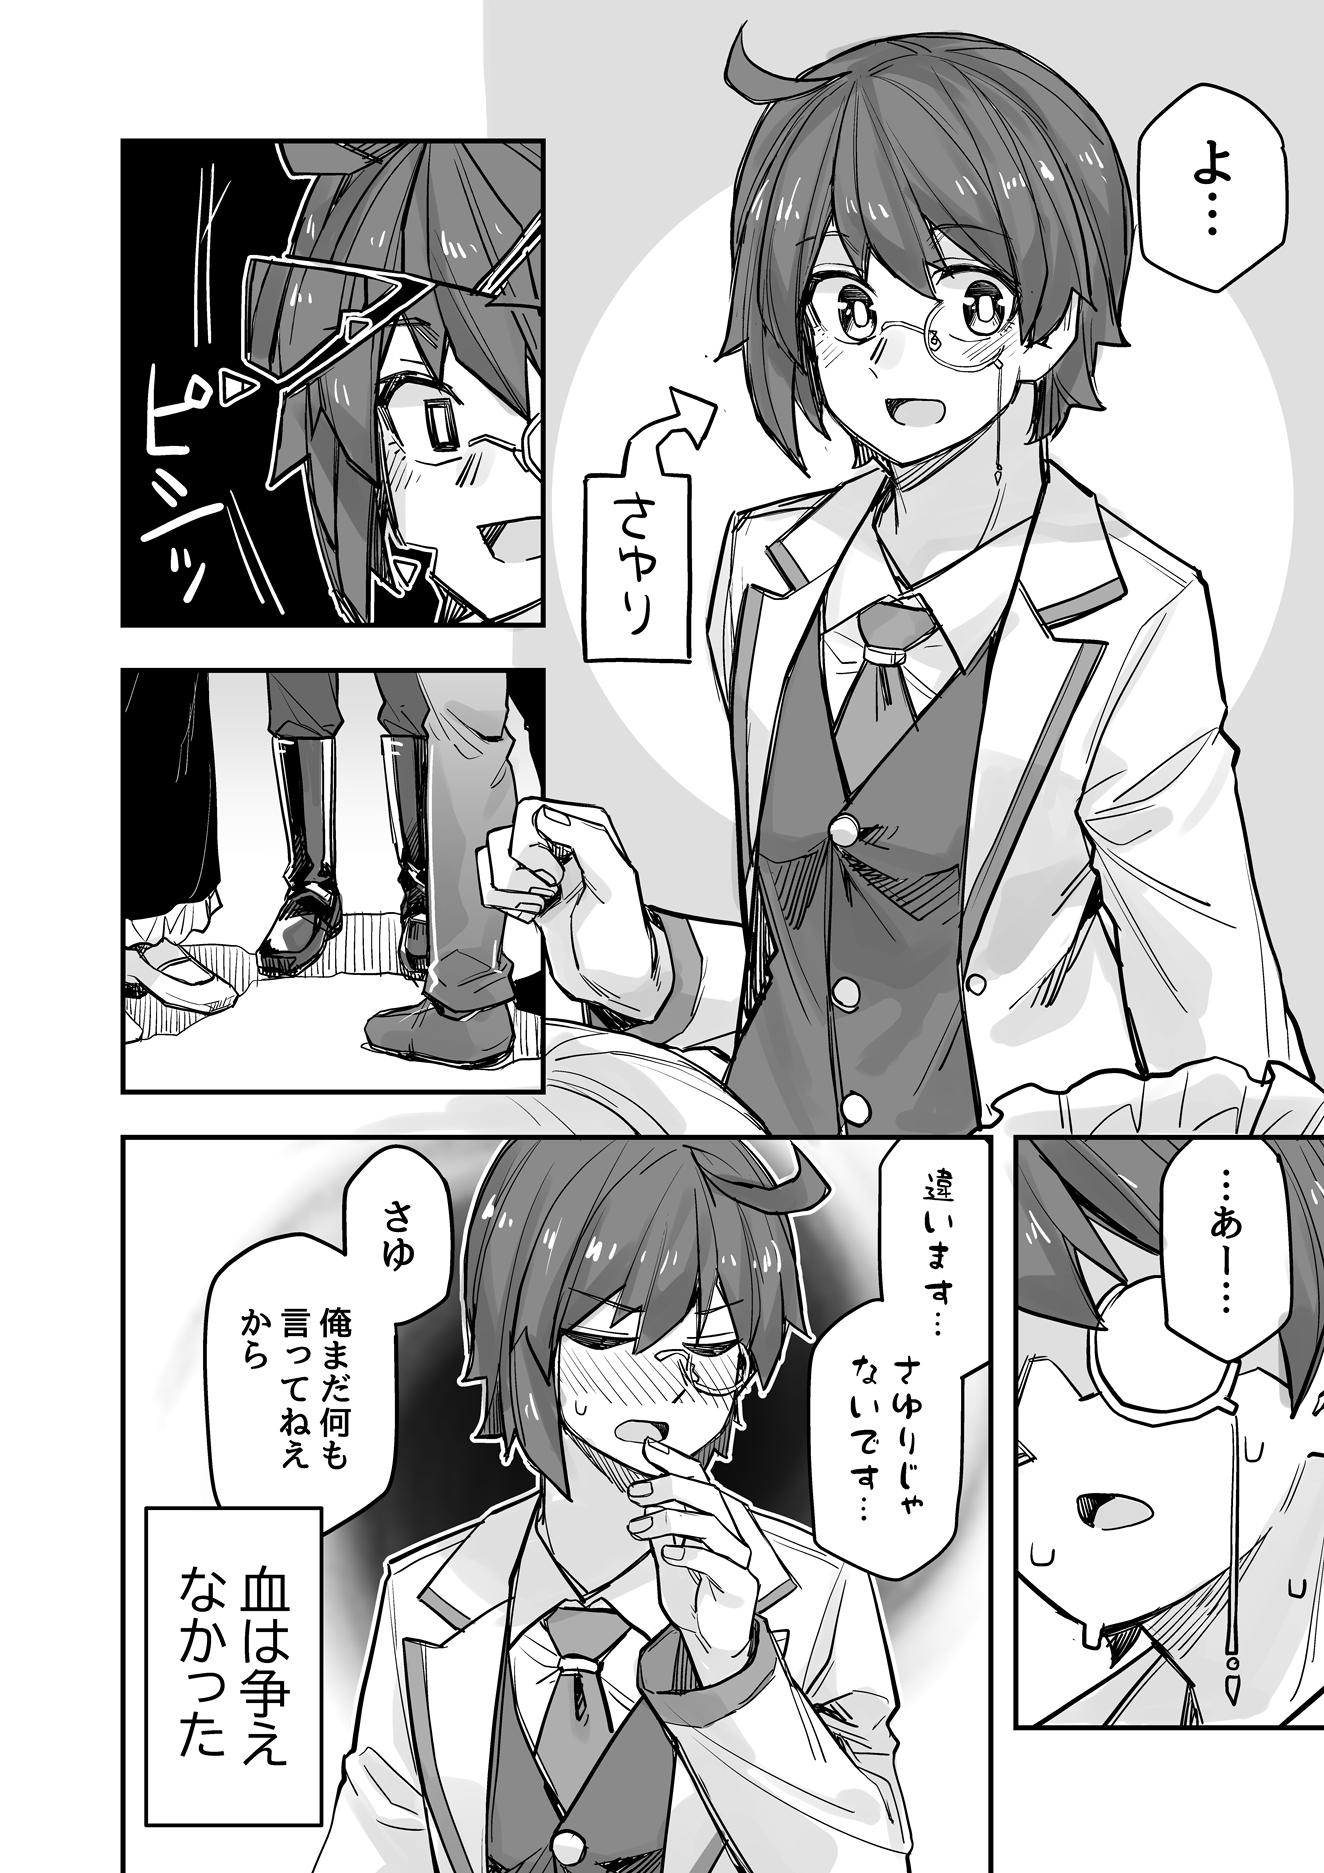 よ…
さゆり
ピシッ
…あー…
違います…
さゆりじゃ
ないです…
さゆ
俺まだ何も
言ってねえ
から
血は争え
なかった